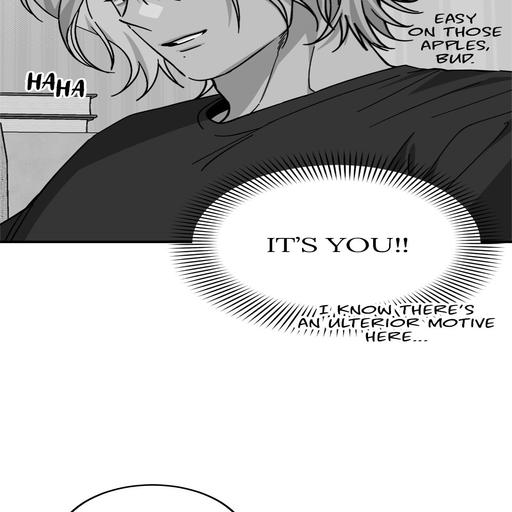 EASY
ON THOSE
APPLES,
BUD.
HAHA
IT'S YOU!!
I KNOW THERE'S
AN ULTERIOR MOTIVE
HERE...